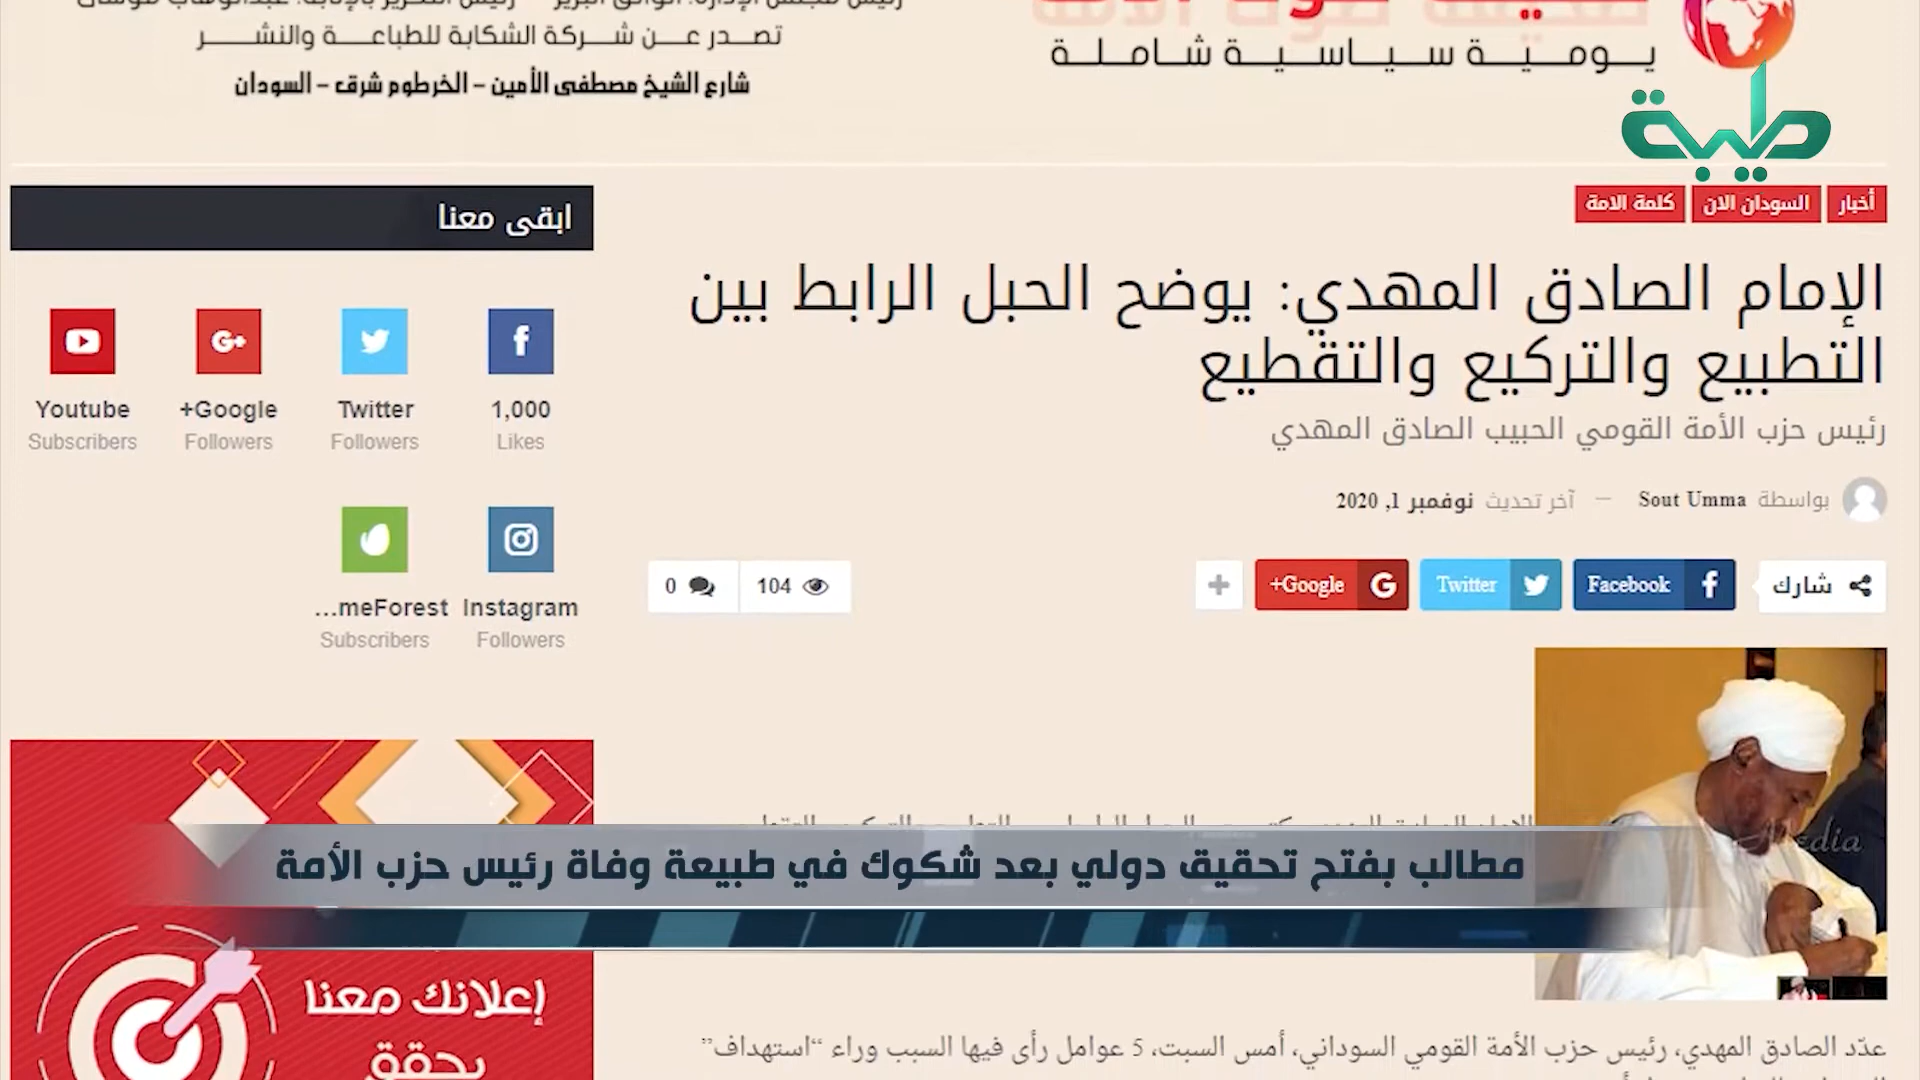 يـومـيـة سـيـاسـيـة شـامـلـة
تصـدر عـن شـركة الشكابة للطباعـة والنشـر
شارع الشيخ مصطفى الأمين – الخرطوم شرق – السودان
طيبة
أخبار
السودان الان
كلمة الامة
الإمام الصادق المهدي: يوضح الحبل الرابط بين
التطبيع والتركيع والتقطيع
رئيس حزب الأمة القومي الحبيب الصادق المهدي
بواسطة Sout Umma — آخر تحديث نوفمبر 1, 2020
شارك
Facebook
Twitter
Google+
104
0
ابقى معنا
1,000
Likes
Twitter
Followers
Google+
Followers
Youtube
Subscribers
Instagram
Followers
...meForest
Subscribers
مطالب بفتح تحقيق دولي بعد شكوك في طبيعة وفاة رئيس حزب الأمة
إعلانك معنا
يحقق
عدّد الصادق المهدي، رئيس حزب الأمة القومي السوداني، أمس السبت، 5 عوامل رأى فيها السبب وراء “استهداف”